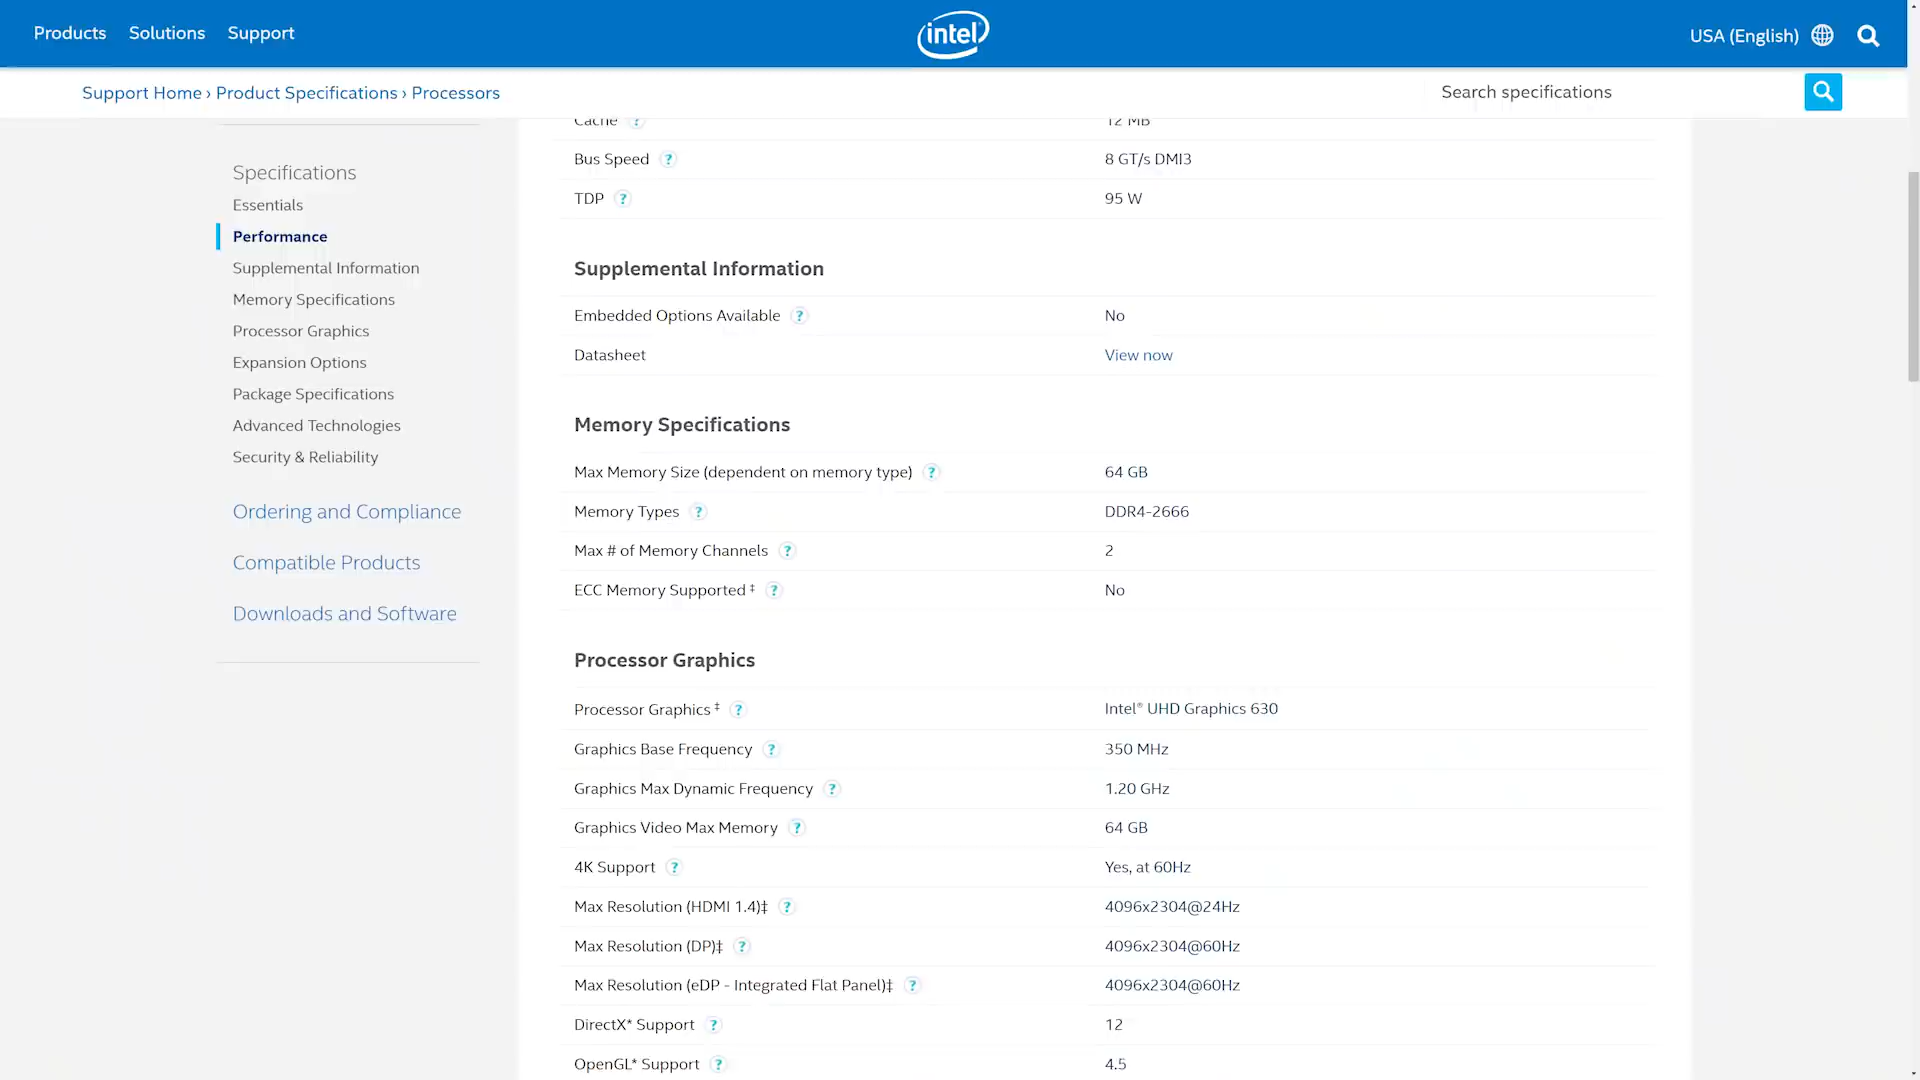 Products Solutions Support
intel
USA (English)
Support Home › Product Specifications › Processors
Search specifications
Cache ? 12 MB
Bus Speed ? 8 GT/s DMI3
TDP ? 95 W
Specifications
Essentials
Performance
Supplemental Information
Memory Specifications
Processor Graphics
Expansion Options
Package Specifications
Advanced Technologies
Security & Reliability
Ordering and Compliance
Compatible Products
Downloads and Software
Supplemental Information
Embedded Options Available ? No
Datasheet View now
Memory Specifications
Max Memory Size (dependent on memory type) ? 64 GB
Memory Types ? DDR4-2666
Max # of Memory Channels ? 2
ECC Memory Supported ‡ ? No
Processor Graphics
Processor Graphics ‡ ? Intel® UHD Graphics 630
Graphics Base Frequency ? 350 MHz
Graphics Max Dynamic Frequency ? 1.20 GHz
Graphics Video Max Memory ? 64 GB
4K Support ? Yes, at 60Hz
Max Resolution (HDMI 1.4)‡ ? 4096x2304@24Hz
Max Resolution (DP)‡ ? 4096x2304@60Hz
Max Resolution (eDP - Integrated Flat Panel)‡ ? 4096x2304@60Hz
DirectX* Support ? 12
OpenGL* Support ? 4.5